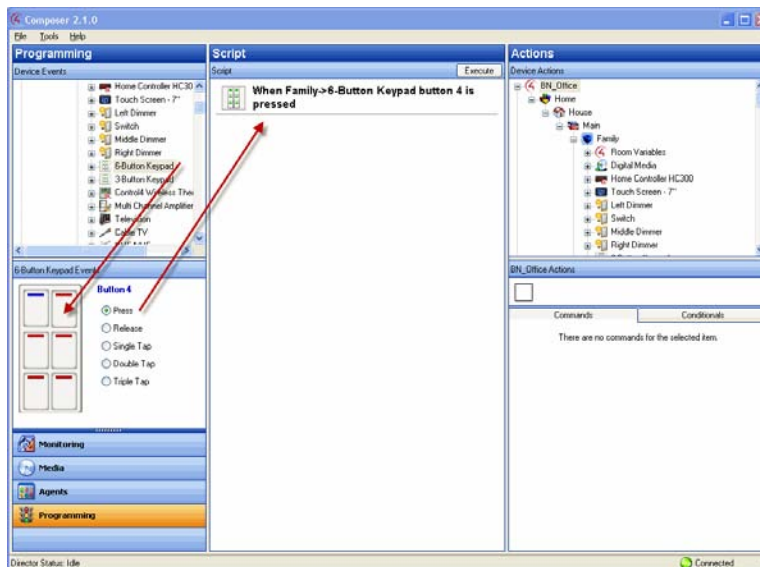 Composer 2.1.0
File Tools Help
Programming
Device Events
Home Controller HC30
Touch Screen - 7"
Left Dimmer
Switch
Middle Dimmer
Right Dimmer
6-Button Keypad
3-Button Keypad
Control4 Wireless Ther
Multi Channel Amplifier
Television
Cable TV
6-Button Keypad Events
Button 4
Press
Release
Single Tap
Double Tap
Triple Tap
Monitoring
Media
Agents
Programming
Director Status: Idle
Script
Script Execute
When Family->6-Button Keypad button 4 is
pressed
Actions
Device Actions
BN_Office
Home
House
Main
Family
Room Variables
Digital Media
Home Controller HC300
Touch Screen - 7"
Left Dimmer
Switch
Middle Dimmer
Right Dimmer
BN_Office Actions
Commands Conditionals
There are no commands for the selected item.
Connected